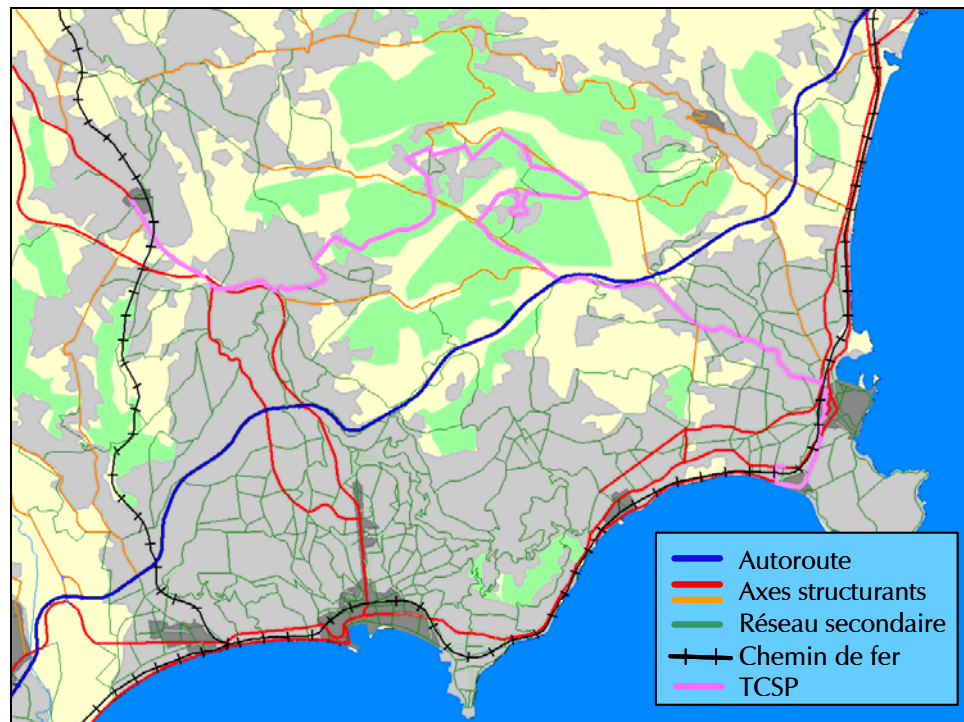 Autoroute
Axes structurants
Réseau secondaire
Chemin de fer
TCSP